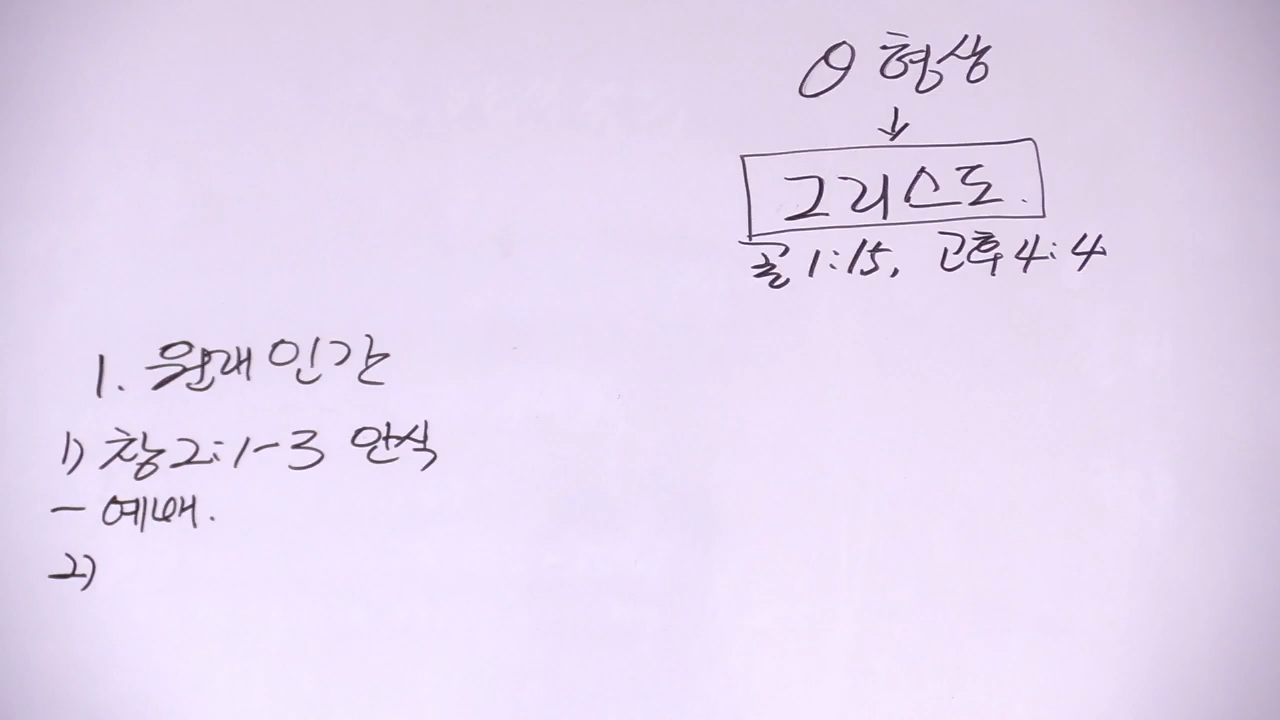 θ 형상
↓
그리스도.
골 1:15, 고후 4:4
1. 원래 인간
1) 창 2:1-3 안식
- 예배.
2)